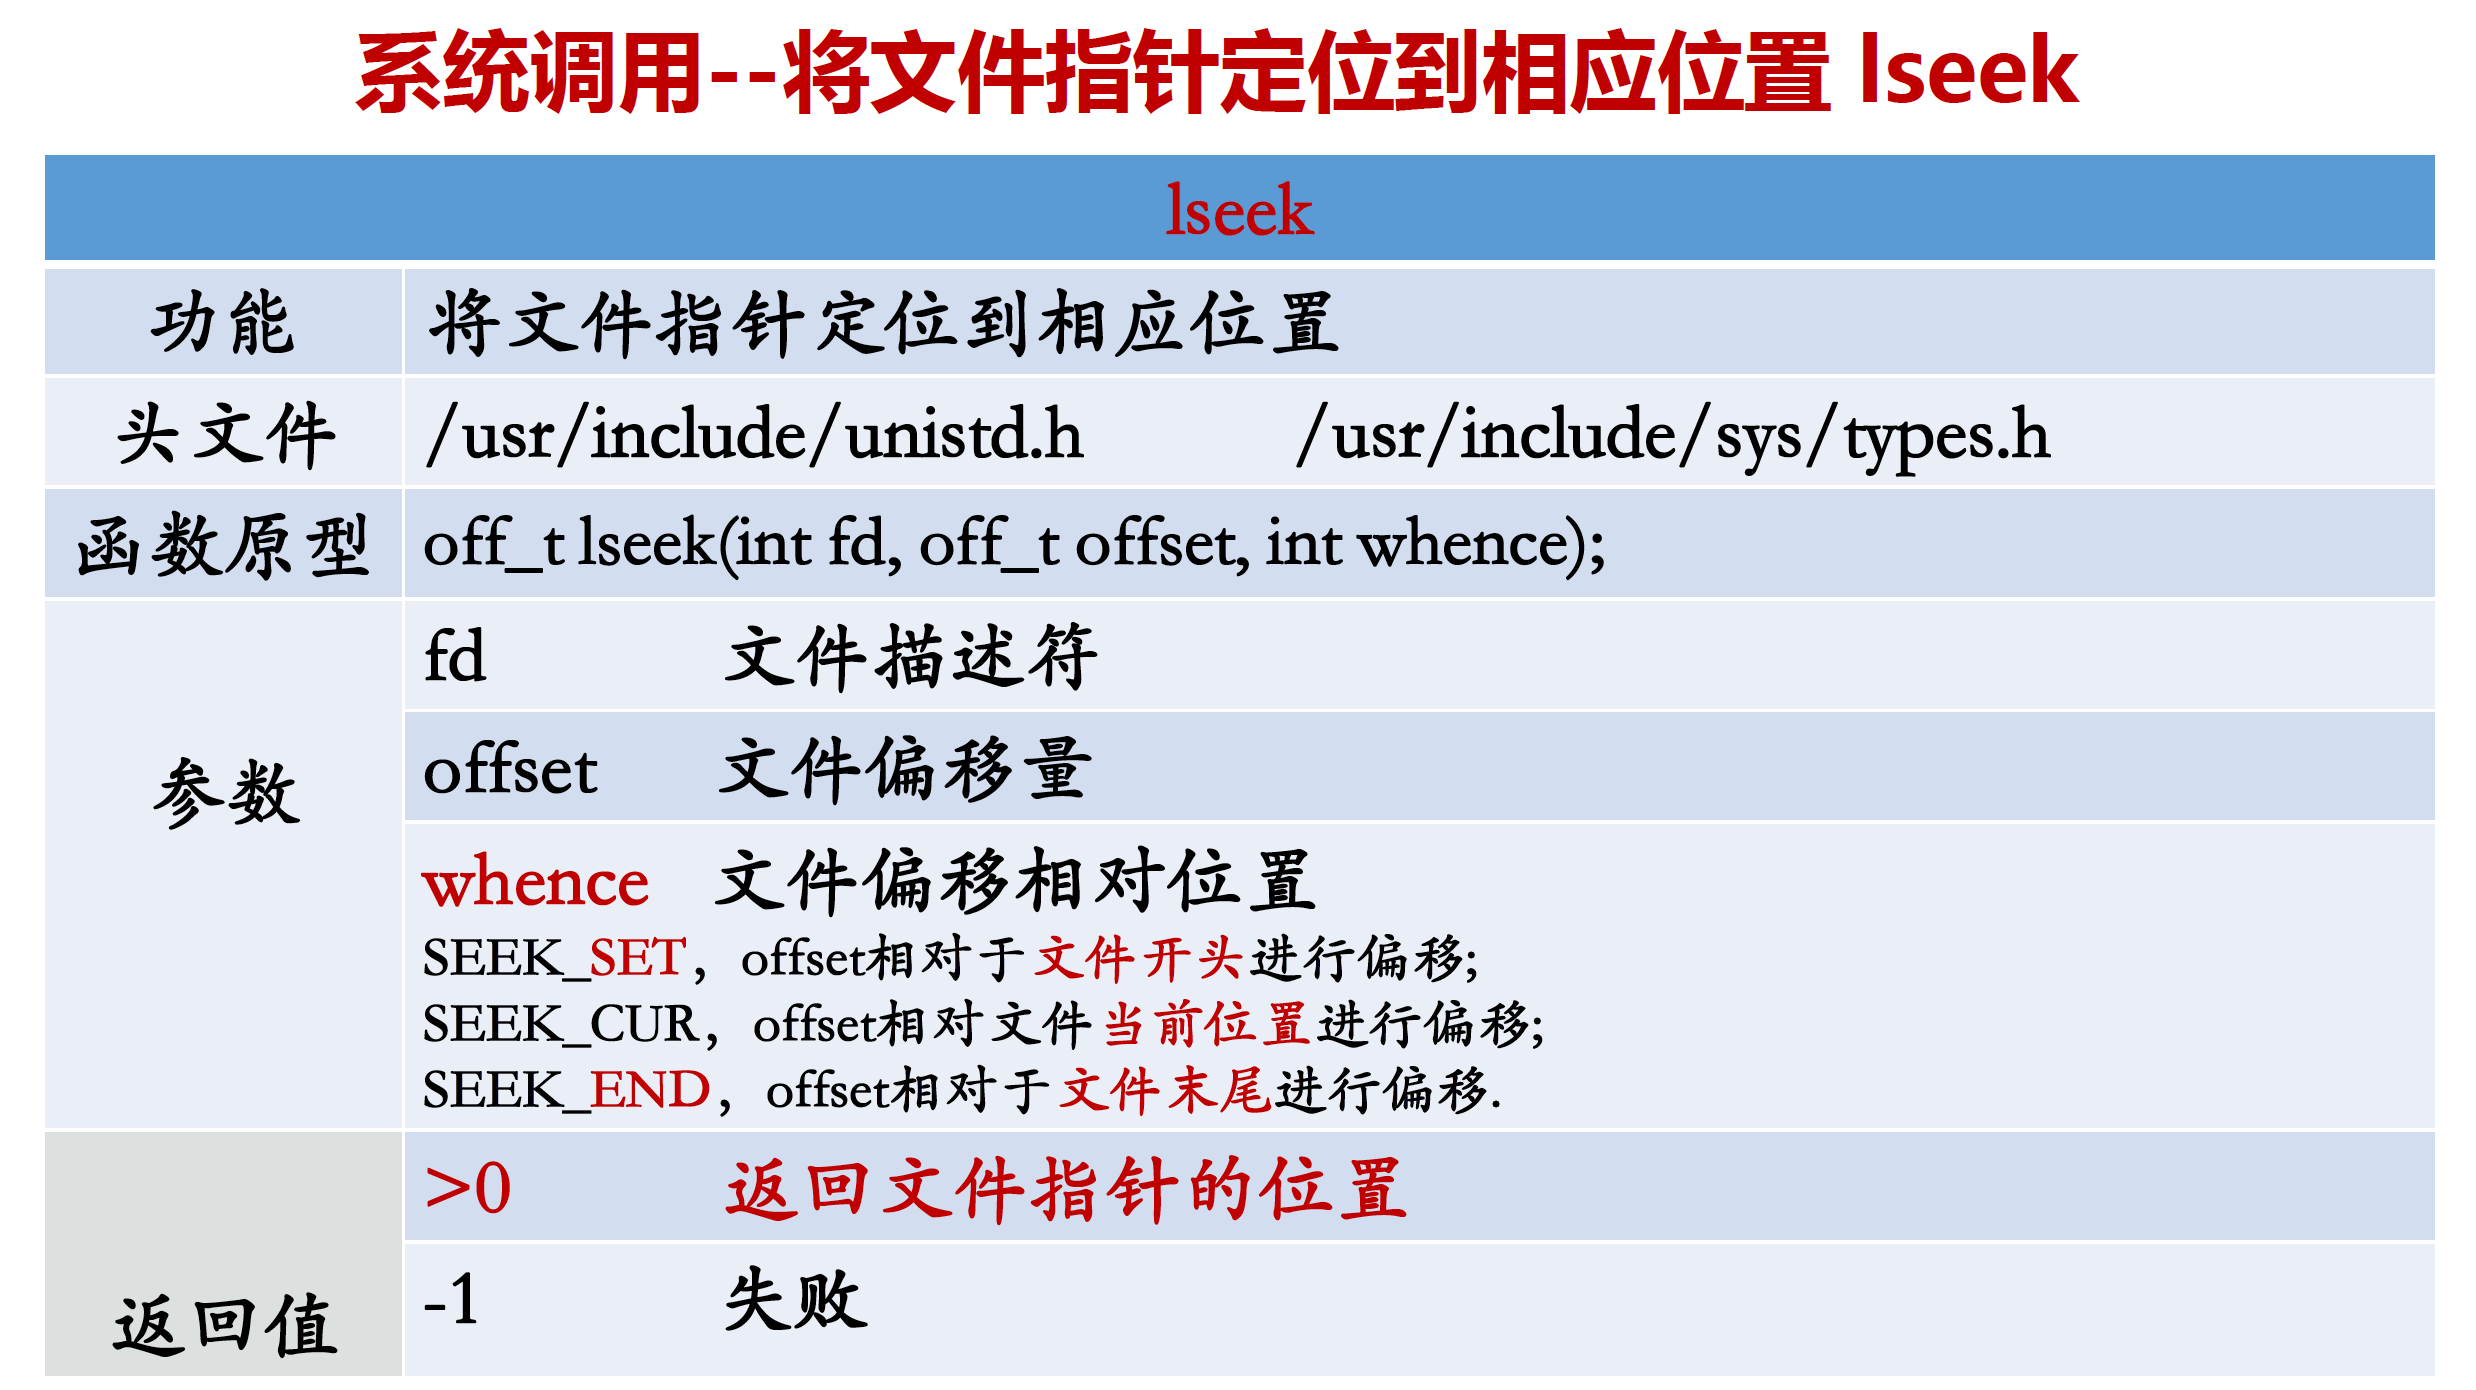 系统调用--将文件指针定位到相应位置 lseek
lseek
功能 将文件指针定位到相应位置
头文件 /usr/include/unistd.h /usr/include/sys/types.h
函数原型 off_t lseek(int fd, off_t offset, int whence);
参数
fd 文件描述符
offset 文件偏移量
whence 文件偏移相对位置
SEEK_SET，offset相对于文件开头进行偏移;
SEEK_CUR，offset相对文件当前位置进行偏移;
SEEK_END，offset相对于文件末尾进行偏移.
返回值
>0 返回文件指针的位置
-1 失败